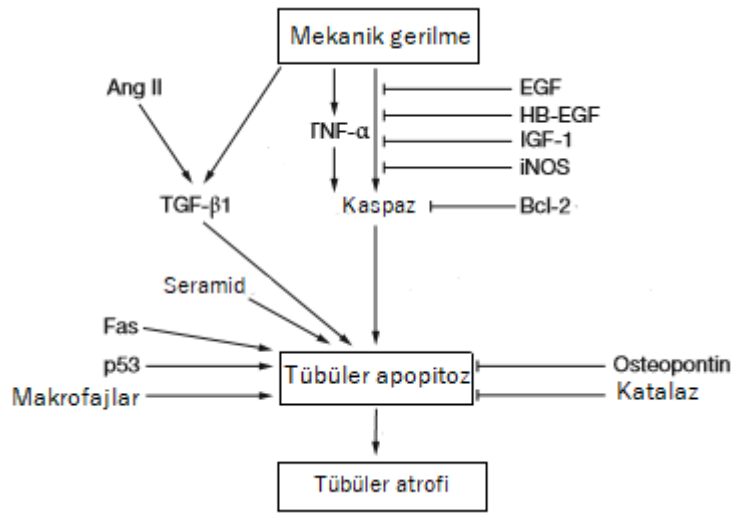 Mekanik gerilme
Ang II
EGF
HB-EGF
TNF-α
IGF-1
iNOS
TGF-β1
Kaspaz
Bcl-2
Seramid
Fas
p53
Tübüler apopitoz
Osteopontin
Makrofajlar
Katalaz
Tübüler atrofi